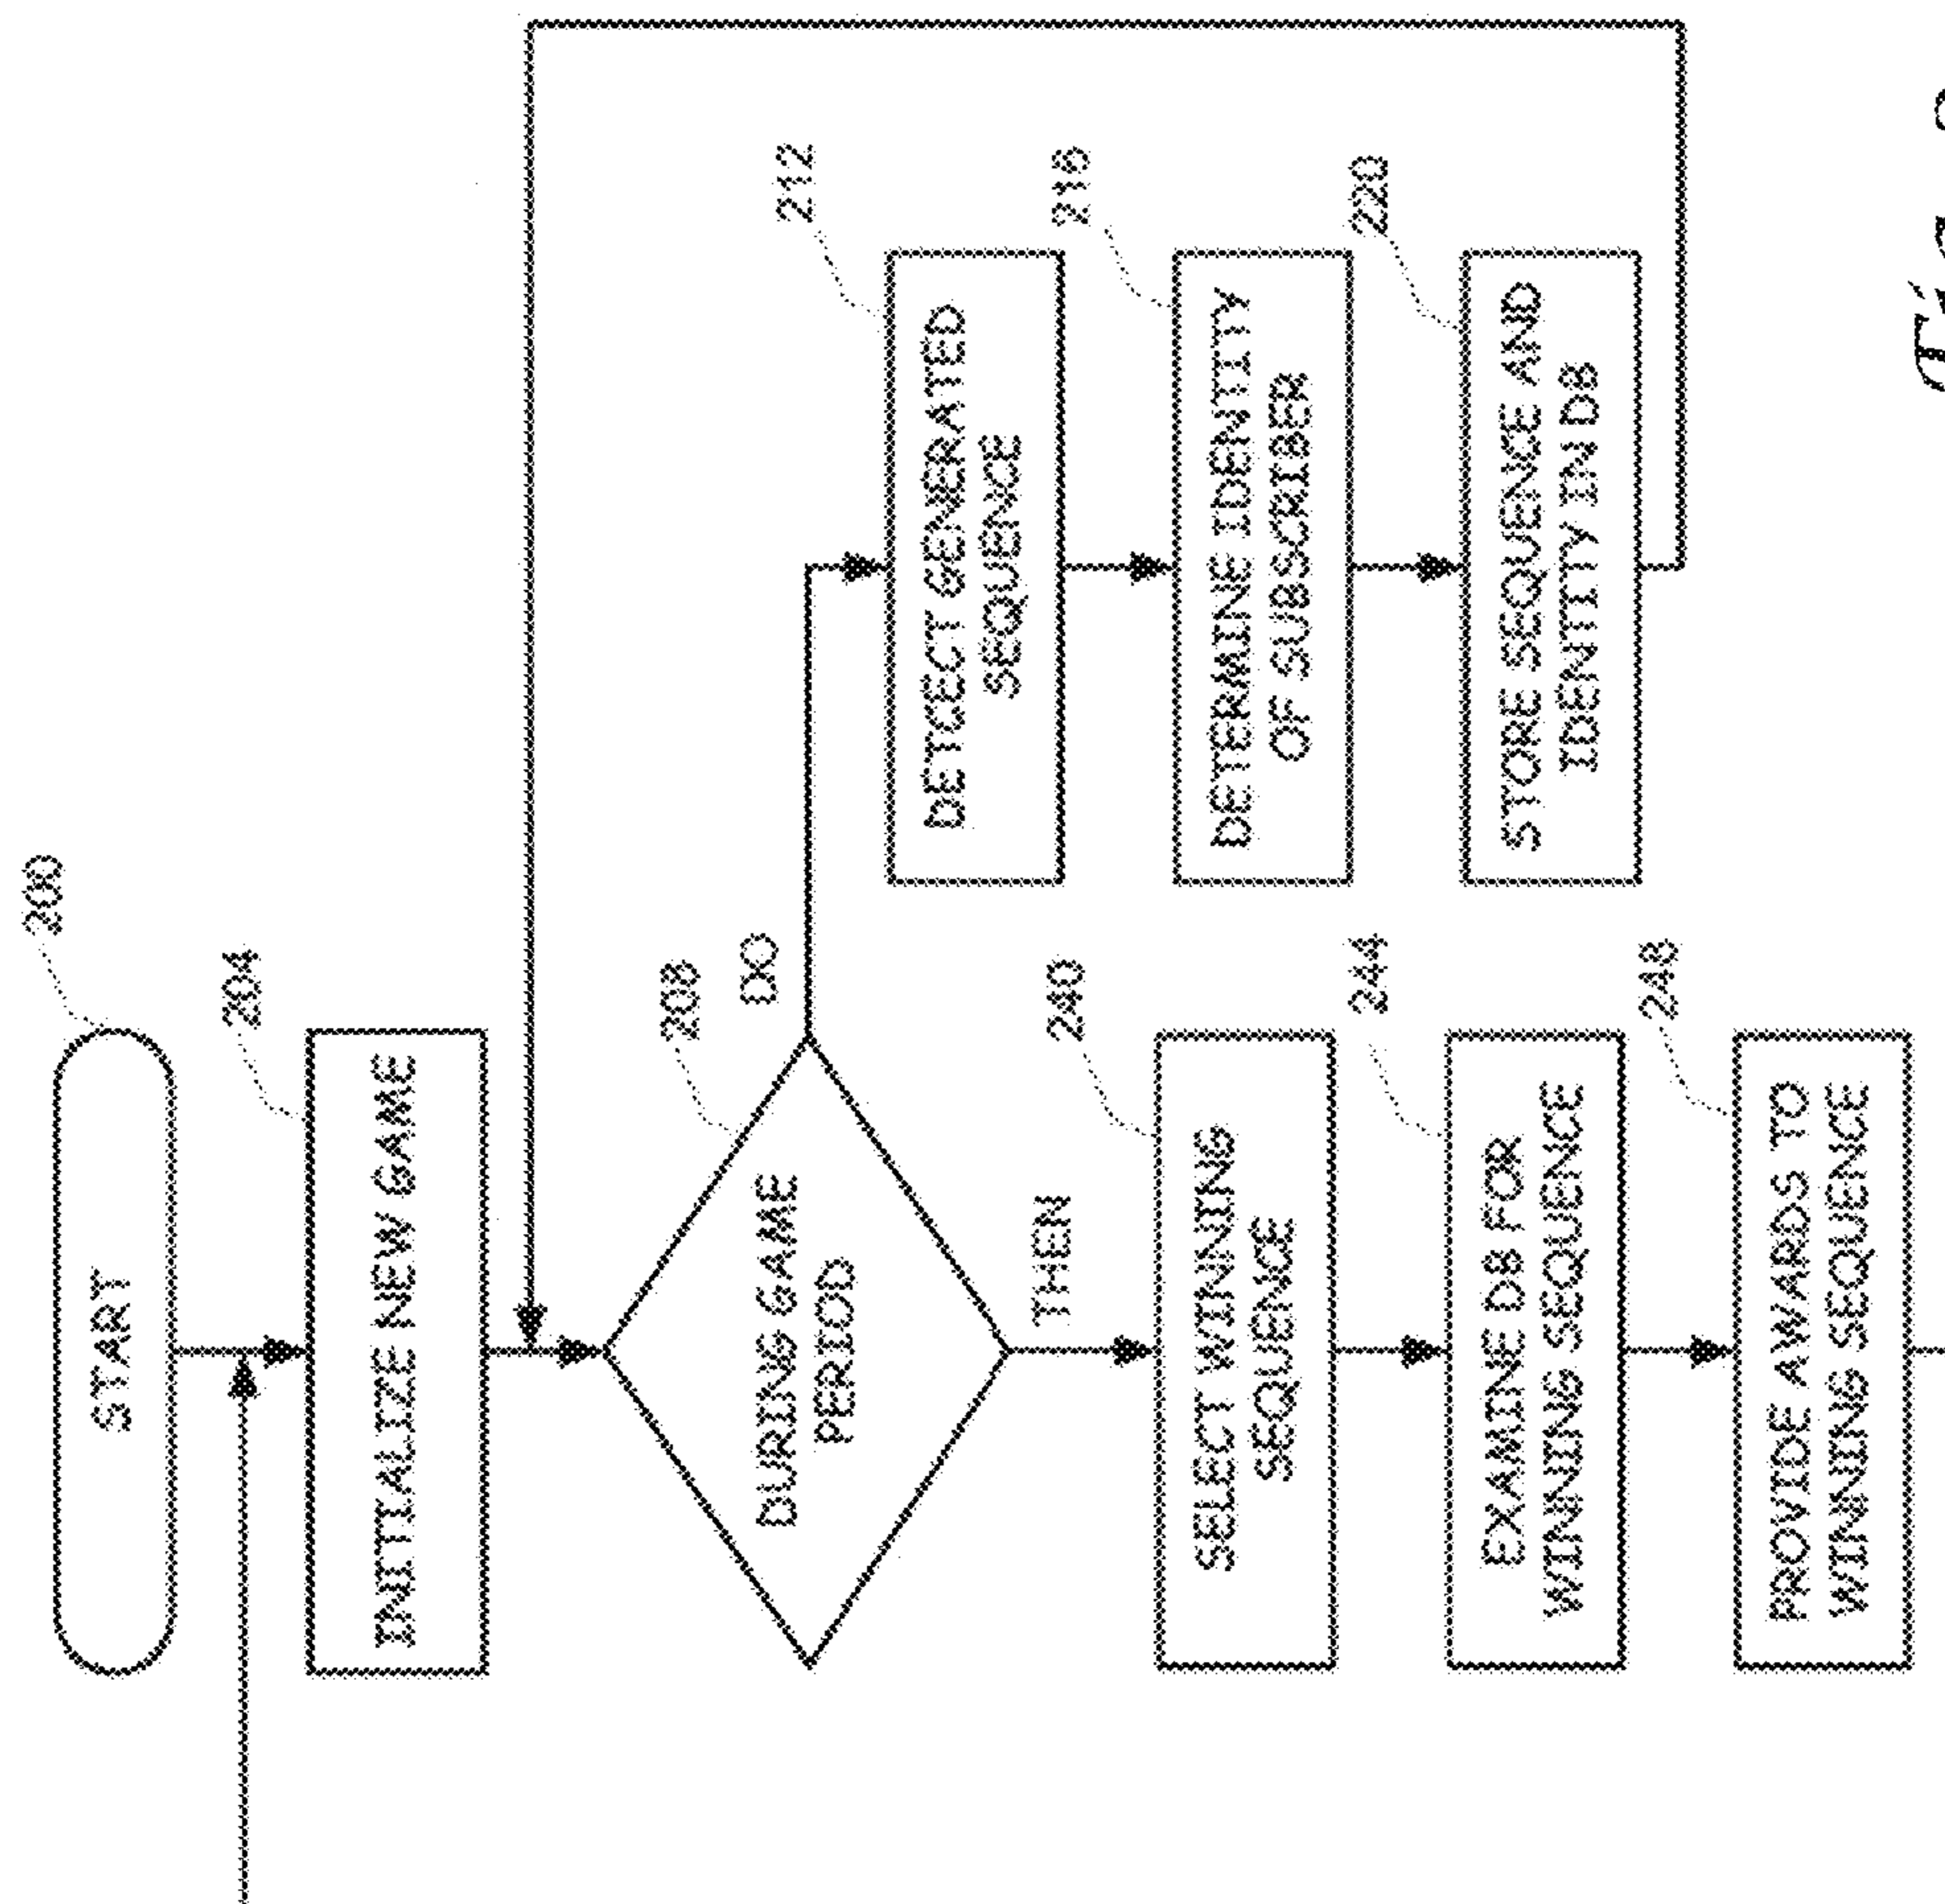 200
START
204
INITIALIZE NEW GAME
208
DURING GAME
PERIOD
DO
THEN
212
DETCECT GENERATED
SEQUENCE
216
DETERMINE IDENTITY
OF SUBSCRIBER
220
STORE SEQUENCE AND
IDENTITY IN DB
240
SELECT WINNING
SEQUENCE
244
EXAMINE DB FOR
WINNING SEQUENCE
248
PROVIDE AWARDS TO
WINNING SEQUENCE